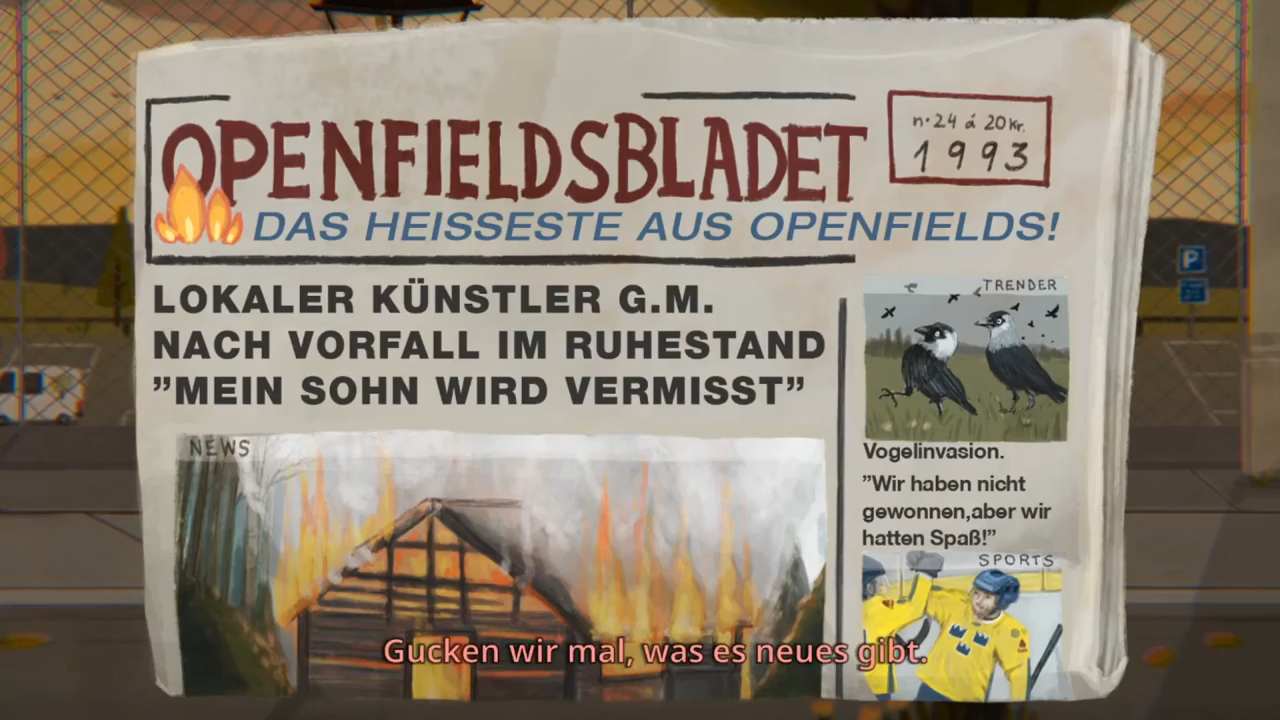 OPENFIELDSBLADET
n・24 á 20 Kr.
1993
DAS HEISSESTE AUS OPENFIELDS!
LOKALER KÜNSTLER G.M.
NACH VORFALL IM RUHESTAND
”MEIN SOHN WIRD VERMISST”
NEWS
TRENDER
Vogelinvasion.
”Wir haben nicht
gewonnen,aber wir
hatten Spaß!”
SPORTS
P
Gucken wir mal, was es neues gibt.